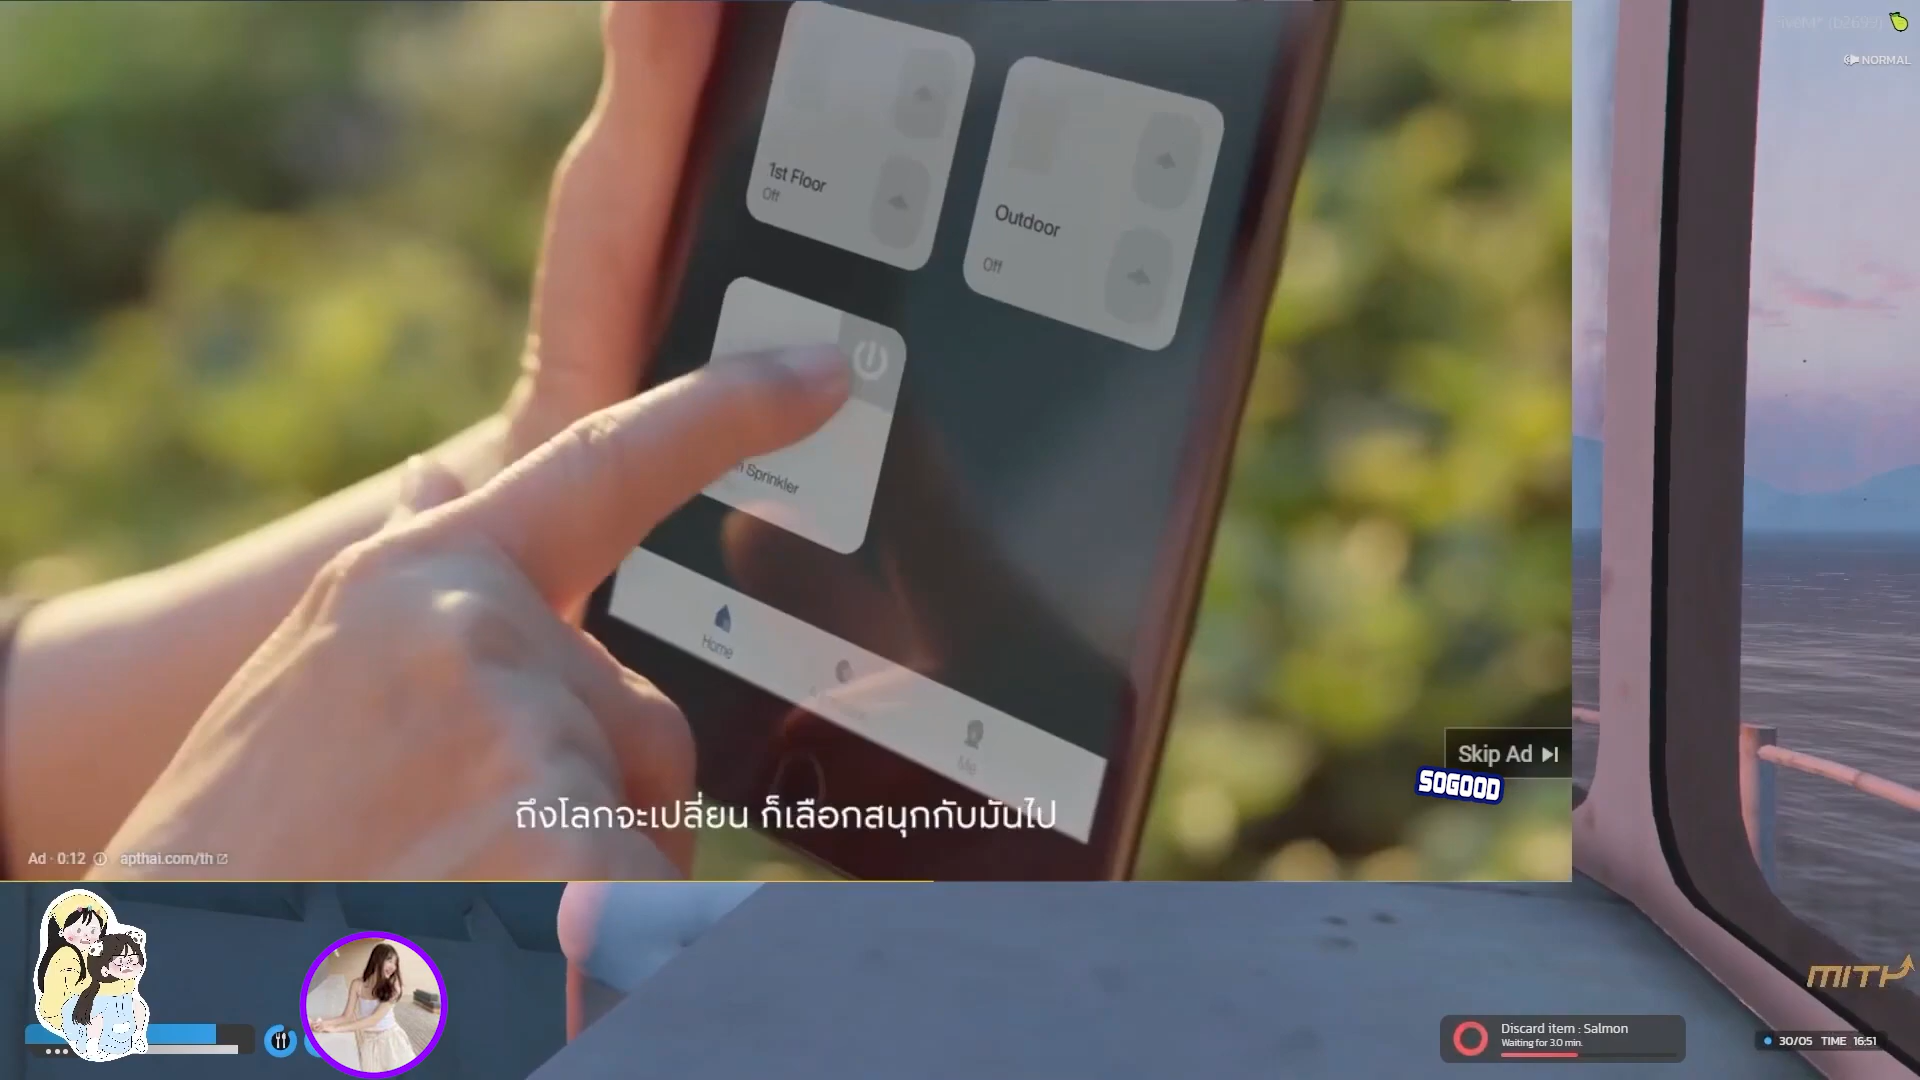 NORMAL
1st Floor
Off
Outdoor
Off
Sprinkler
Home
Me
Skip Ad
SOGOOD
ถึงโลกจะเปลี่ยน ก็เลือกสนุกกับมันไป
Ad · 0:12
apthai.com/th
MITH
Discard item : Salmon
Waiting for 3.0 min.
30/05 TIME 16:51